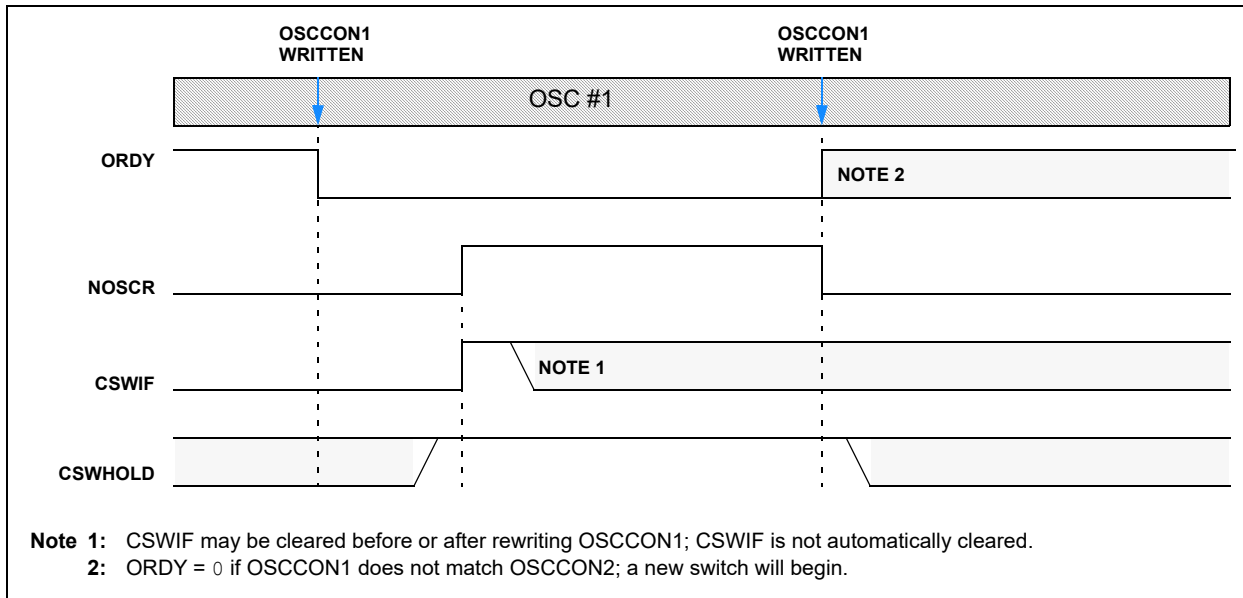 OSCCON1 OSCCON1
WRITTEN WRITTEN
OSC #1
ORDY
NOTE 2
NOSCR
NOTE 1
CSWIF
CSWHOLD
Note 1: CSWIF may be cleared before or after rewriting OSCCON1; CSWIF is not automatically cleared.
2: ORDY = 0 if OSCCON1 does not match OSCCON2; a new switch will begin.